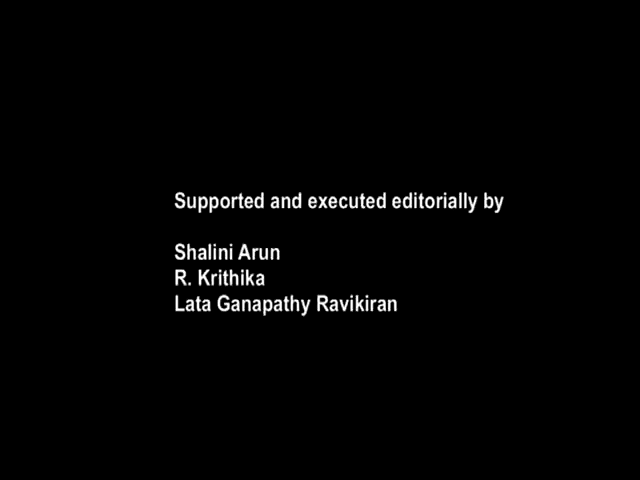 Supported and executed editorially by
Shalini Arun
R. Krithika
Lata Ganapathy Ravikiran